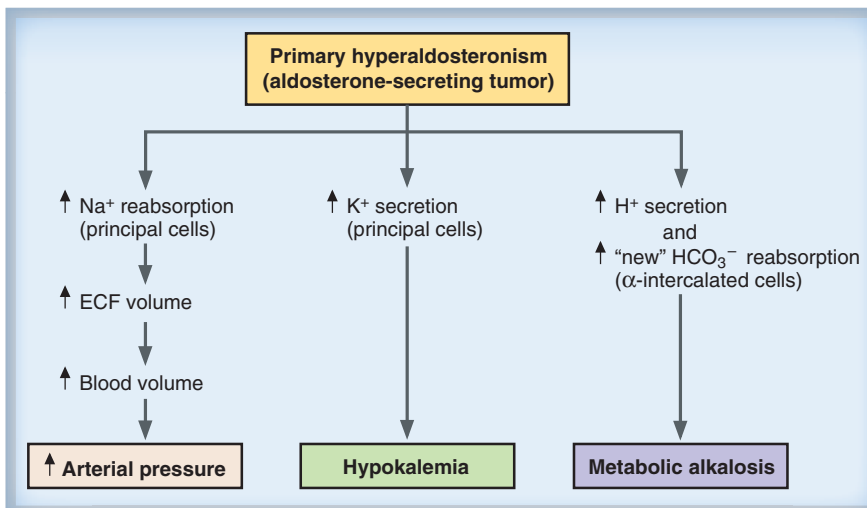 Primary hyperaldosteronism
(aldosterone-secreting tumor)
↑ Na⁺ reabsorption
(principal cells)
↑ ECF volume
↑ Blood volume
↑ Arterial pressure
↑ K⁺ secretion
(principal cells)
Hypokalemia
↑ H⁺ secretion
and
↑ “new” HCO₃⁻ reabsorption
(α-intercalated cells)
Metabolic alkalosis